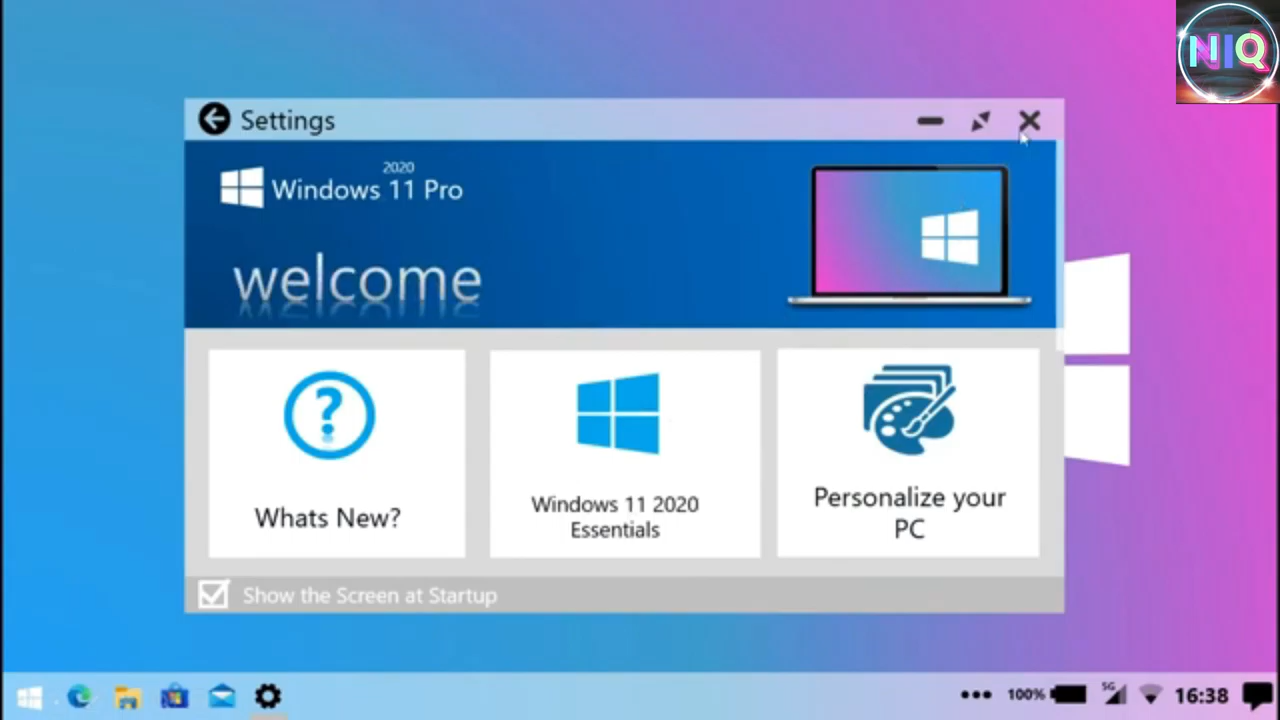 NIQ
Settings
2020
Windows 11 Pro
welcome
Whats New?
Windows 11 2020
Essentials
Personalize your
PC
Show the Screen at Startup
100%
5G
16:38